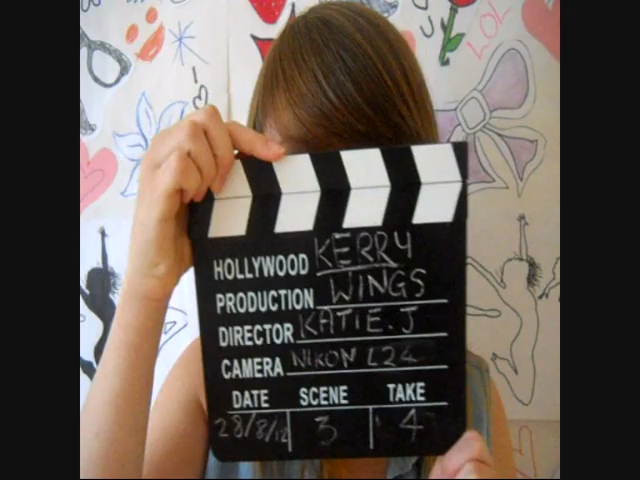 LOL
HOLLYWOOD KERRY
PRODUCTION WINGS
DIRECTOR KATIE.J
CAMERA NIKON L24
DATE SCENE TAKE
28/8/12 3 4